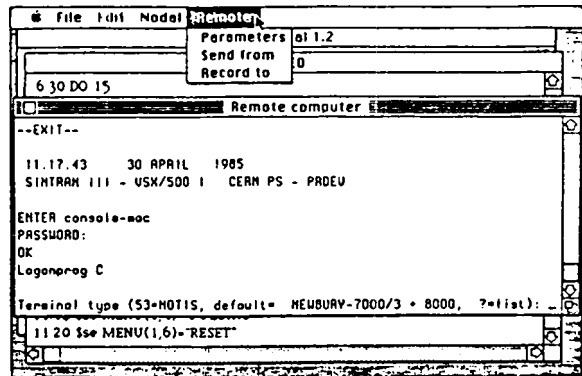 File Edit Nodal Remote
Parameters
Send from
Record to
al 1.2
0
6 30 DO 15
Remote computer
--EXIT--
11.17.43 30 APRIL 1985
SINTRAN III - VSX/500 I CERN PS - PRDEV
ENTER console-mac
PASSWORD:
OK
Logonprog C
Terminal type (53=NOTIS, default= NEWBURY-7000/3 + 8000, ?=list): _
11 20 $se MENU(1,6)="RESET"